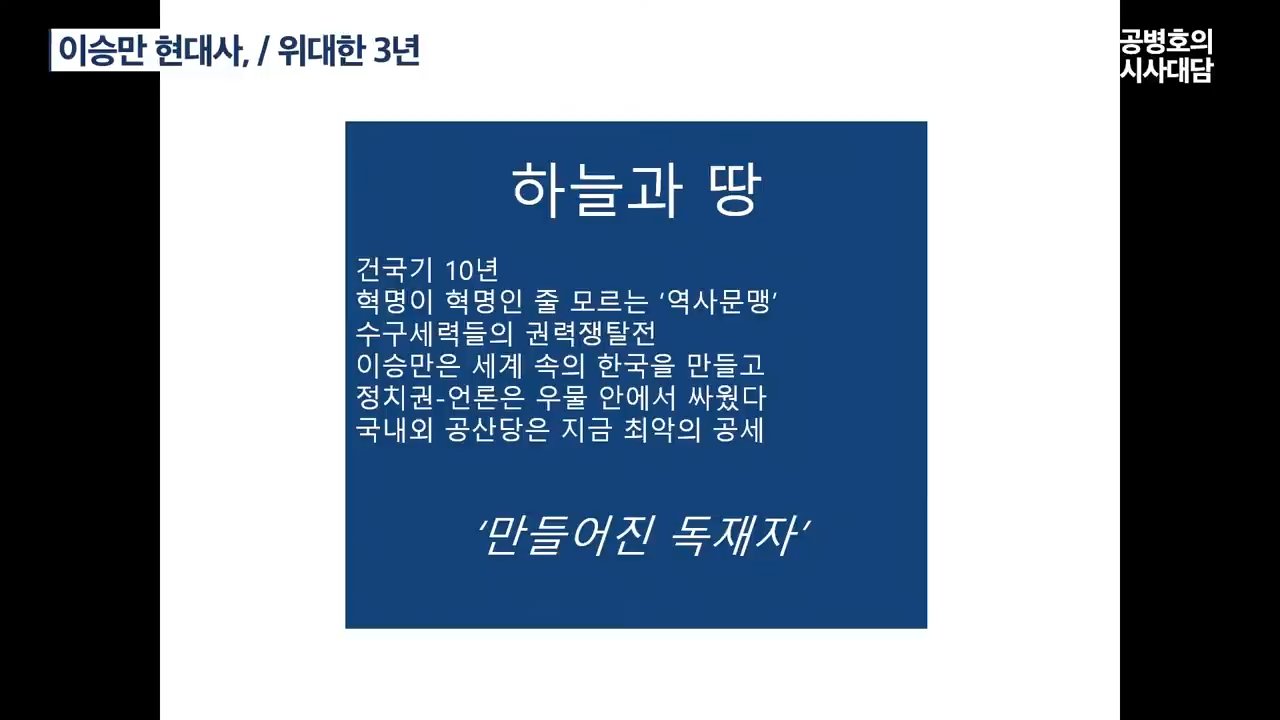 이승만 현대사, / 위대한 3년
공병호의
시사대담
하늘과 땅
건국기 10년
혁명이 혁명인 줄 모르는 ‘역사문맹’
수구세력들의 권력쟁탈전
이승만은 세계 속의 한국을 만들고
정치권-언론은 우물 안에서 싸웠다
국내외 공산당은 지금 최악의 공세
‘만들어진 독재자’